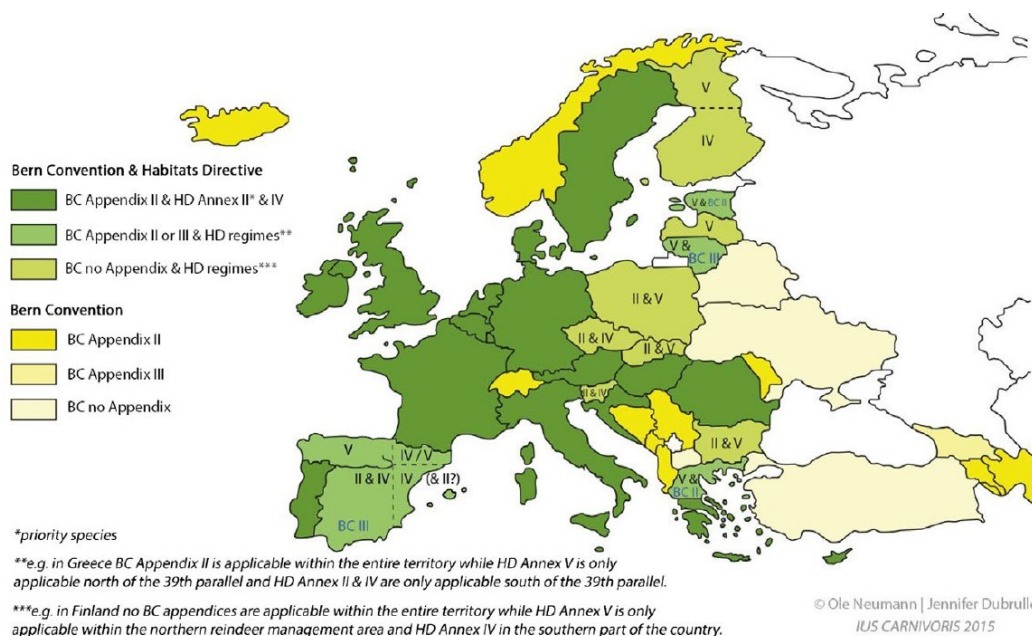 Bern Convention & Habitats Directive
BC Appendix II & HD Annex II* & IV
BC Appendix II or III & HD regimes**
BC no Appendix & HD regimes***
Bern Convention
BC Appendix II
BC Appendix III
BC no Appendix
V
IV
V & BC II
V
V &
BC III
II & V
II & IV
II & V
II & IV
II & V
V
IV / V
II & IV
IV
(& II?)
BC III
V &
BC II
*priority species
**e.g. in Greece BC Appendix II is applicable within the entire territory while HD Annex V is only
applicable north of the 39th parallel and HD Annex II & IV are only applicable south of the 39th parallel.
***e.g. in Finland no BC appendices are applicable within the entire territory while HD Annex V is only
applicable within the northern reindeer management area and HD Annex IV in the southern part of the country.
© Ole Neumann | Jennifer Dubrulle
IUS CARNIVORIS 2015